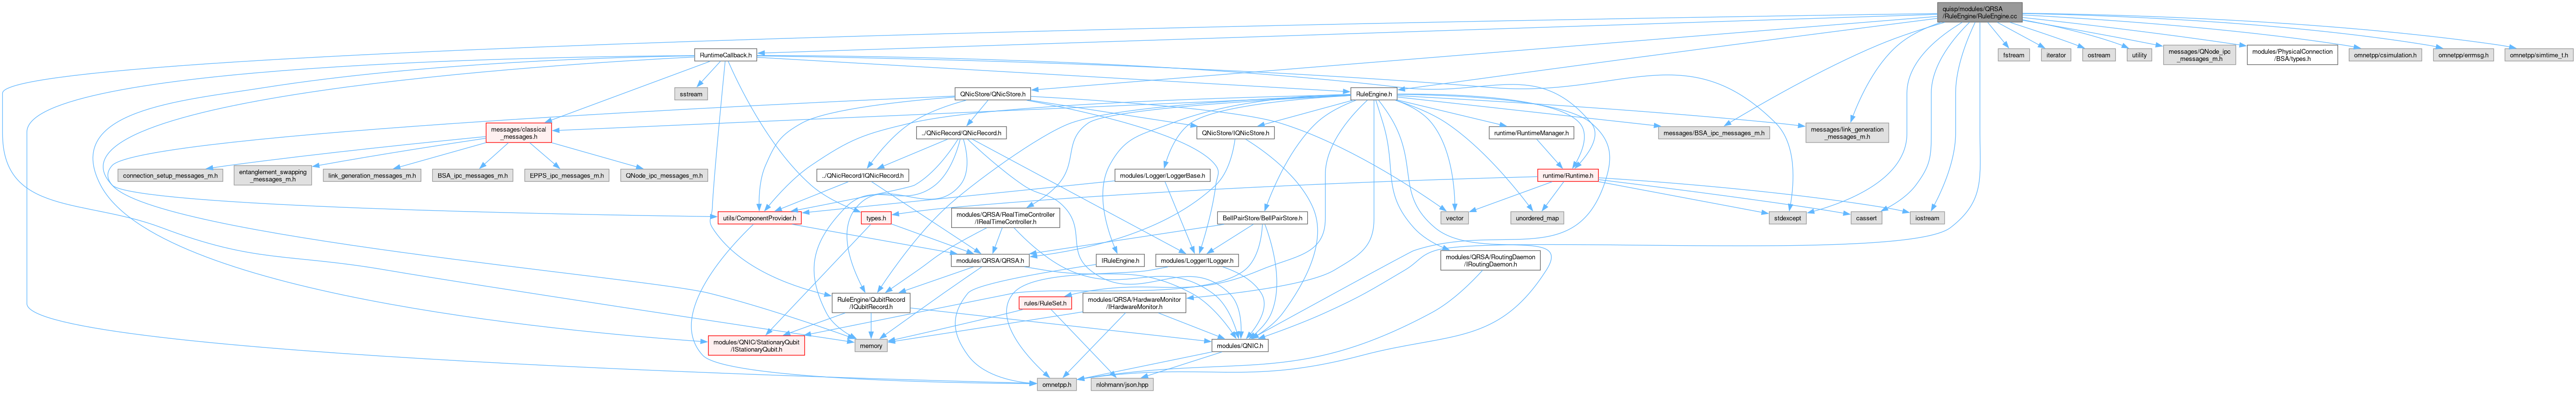 quisp/modules/QRSA
/RuleEngine/RuleEngine.cc
RuntimeCallback.h
fstream
iterator
ostream
utility
messages/QNode_ipc
_messages_m.h
modules/PhysicalConnection
/BSA/types.h
omnetpp/csimulation.h
omnetpp/errmsg.h
omnetpp/simtime_t.h
sstream
QNicStore/QNicStore.h
RuleEngine.h
messages/classical
_messages.h
../QNicRecord/QNicRecord.h
QNicStore/IQNicStore.h
runtime/RuntimeManager.h
messages/BSA_ipc_messages_m.h
messages/link_generation
_messages_m.h
connection_setup_messages_m.h
entanglement_swapping
_messages_m.h
link_generation_messages_m.h
BSA_ipc_messages_m.h
EPPS_ipc_messages_m.h
QNode_ipc_messages_m.h
../QNicRecord/IQNicRecord.h
modules/Logger/LoggerBase.h
runtime/Runtime.h
utils/ComponentProvider.h
types.h
modules/QRSA/RealTimeController
/IRealTimeController.h
BellPairStore/BellPairStore.h
vector
unordered_map
stdexcept
cassert
iostream
modules/QRSA/QRSA.h
IRuleEngine.h
modules/Logger/ILogger.h
modules/QRSA/RoutingDaemon
/IRoutingDaemon.h
RuleEngine/QubitRecord
/IQubitRecord.h
rules/RuleSet.h
modules/QRSA/HardwareMonitor
/IHardwareMonitor.h
modules/QNIC/StationaryQubit
/IStationaryQubit.h
memory
modules/QNIC.h
omnetpp.h
nlohmann/json.hpp